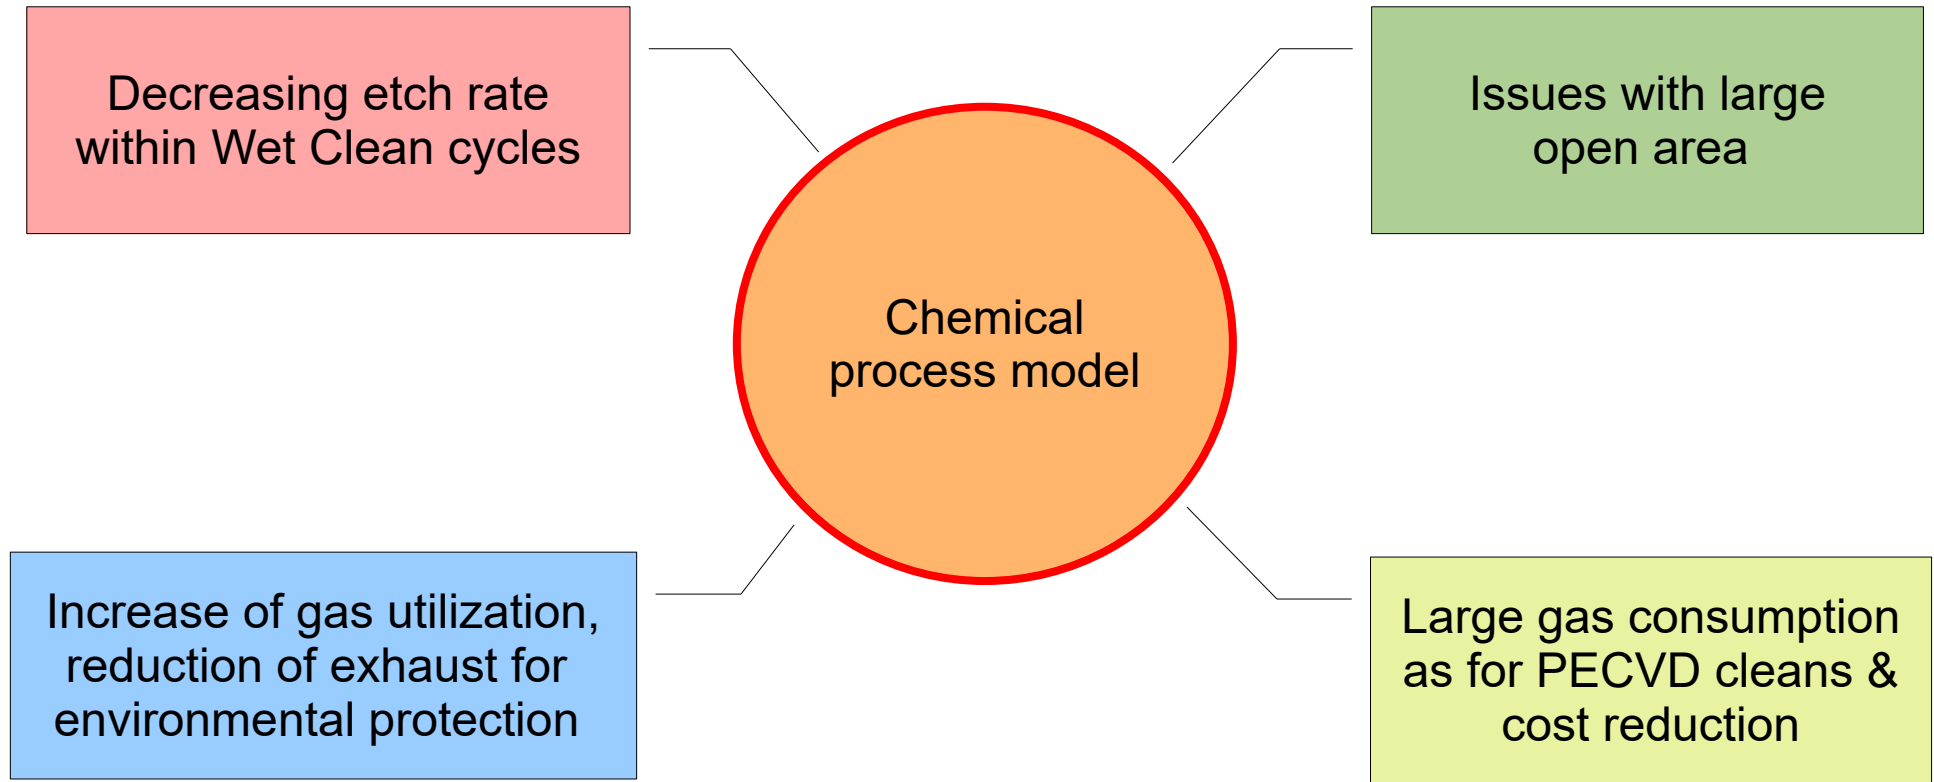 Decreasing etch rate
within Wet Clean cycles
Issues with large
open area
Chemical
process model
Increase of gas utilization,
reduction of exhaust for
environmental protection
Large gas consumption
as for PECVD cleans &
cost reduction